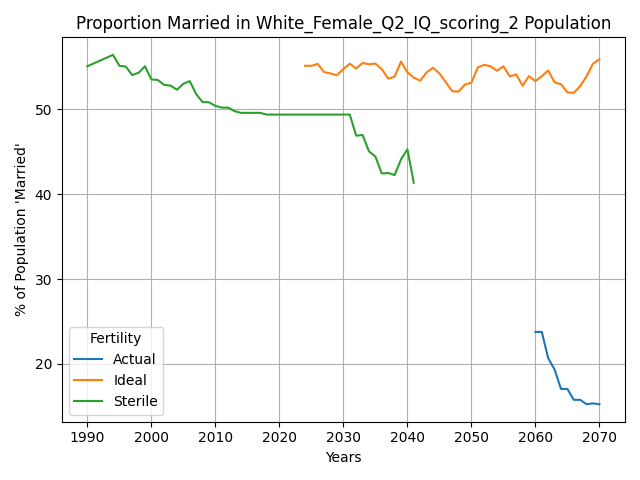 Proportion Married in White_Female_Q2_IQ_scoring_2 Population
% of Population 'Married'
50
40
30
20
Fertility
Actual
Ideal
Sterile
1990 2000 2010 2020 2030 2040 2050 2060 2070
Years